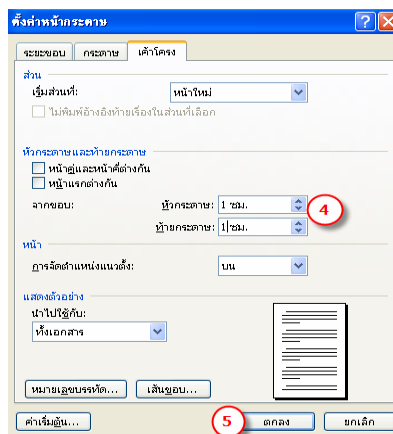 ตั้งค่าหน้ากระดาษ
ระยะขอบ กระดาษ เค้าโครง
ส่วน
เริ่มส่วนที่: หน้าใหม่
ไม่พิมพ์อ้างอิงท้ายเรื่องในส่วนที่เลือก
หัวกระดาษและท้ายกระดาษ
หน้าคู่และหน้าคี่ต่างกัน
หน้าแรกต่างกัน
จากขอบ: หัวกระดาษ: 1 ซม. 4
ท้ายกระดาษ: 1 ซม.
หน้า
การจัดตำแหน่งแนวตั้ง: บน
แสดงตัวอย่าง
นำไปใช้กับ:
ทั้งเอกสาร
หมายเลขบรรทัด... เส้นขอบ...
ค่าเริ่มต้น... 5 ตกลง ยกเลิก